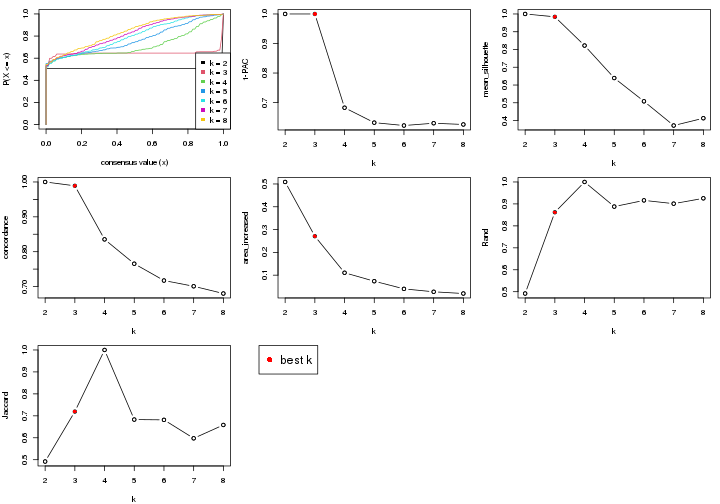 P(X <= x)
0.0 0.2 0.4 0.6 0.8 1.0
k = 2
k = 3
k = 4
k = 5
k = 6
k = 7
k = 8
0.0 0.2 0.4 0.6 0.8 1.0
consensus value (x)
1-PAC
0.7 0.8 0.9 1.0
2 3 4 5 6 7 8
k
mean_silhouette
0.4 0.5 0.6 0.7 0.8 0.9 1.0
2 3 4 5 6 7 8
k
concordance
0.70 0.80 0.90 1.00
2 3 4 5 6 7 8
k
area_increased
0.1 0.2 0.3 0.4 0.5
2 3 4 5 6 7 8
k
Rand
0.5 0.6 0.7 0.8 0.9 1.0
2 3 4 5 6 7 8
k
Jaccard
0.5 0.6 0.7 0.8 0.9 1.0
2 3 4 5 6 7 8
k
best k